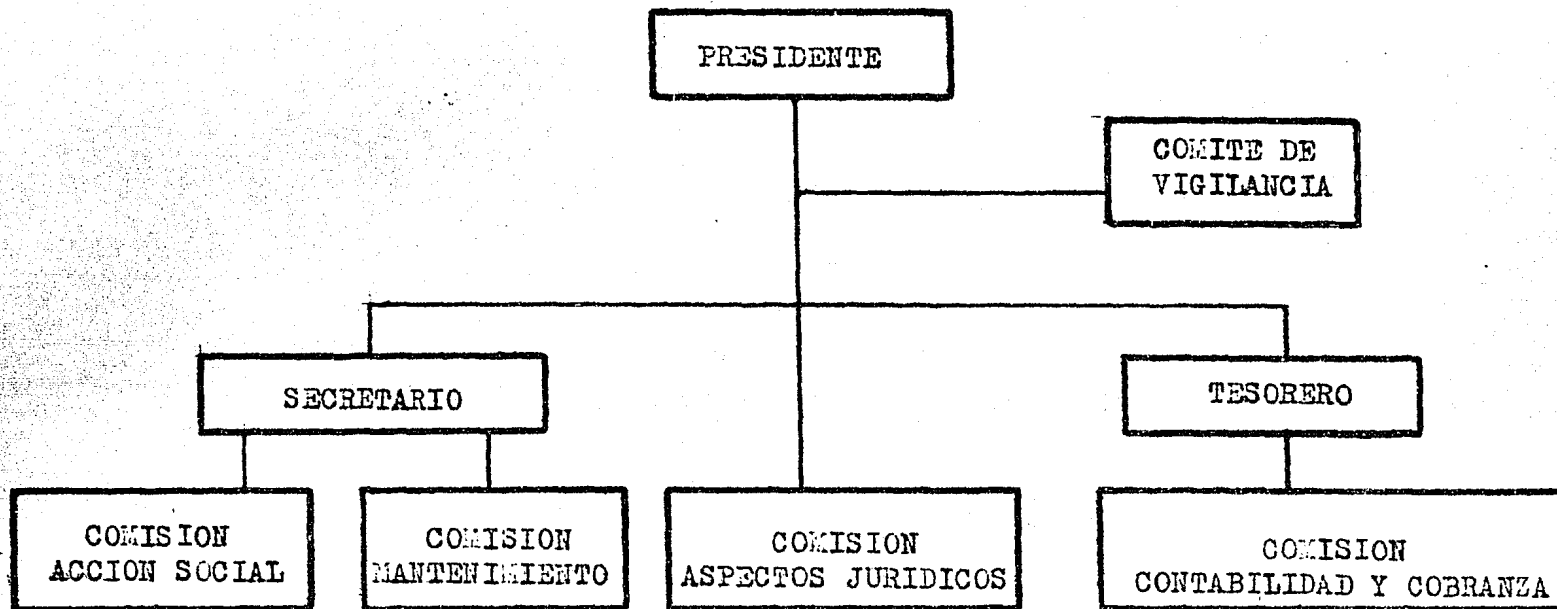 PRESIDENTE
COMITE DE
VIGILANCIA
SECRETARIO
TESORERO
COMISION
ACCION SOCIAL
COMISION
MANTENIMIENTO
COMISION
ASPECTOS JURIDICOS
COMISION
CONTABILIDAD Y COBRANZA